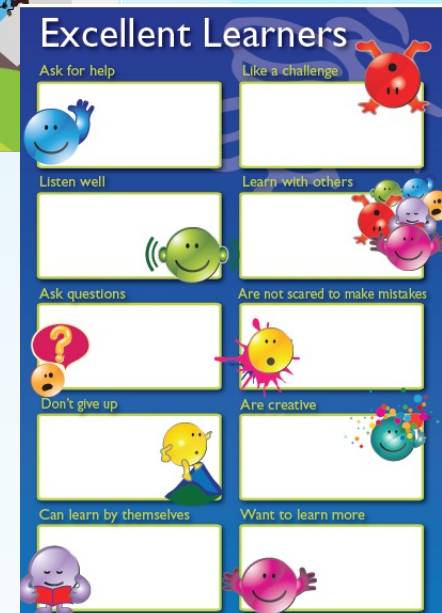 Excellent Learners
Ask for help
Like a challenge
Listen well
Learn with others
Ask questions
Are not scared to make mistakes
Don't give up
Are creative
Can learn by themselves
Want to learn more